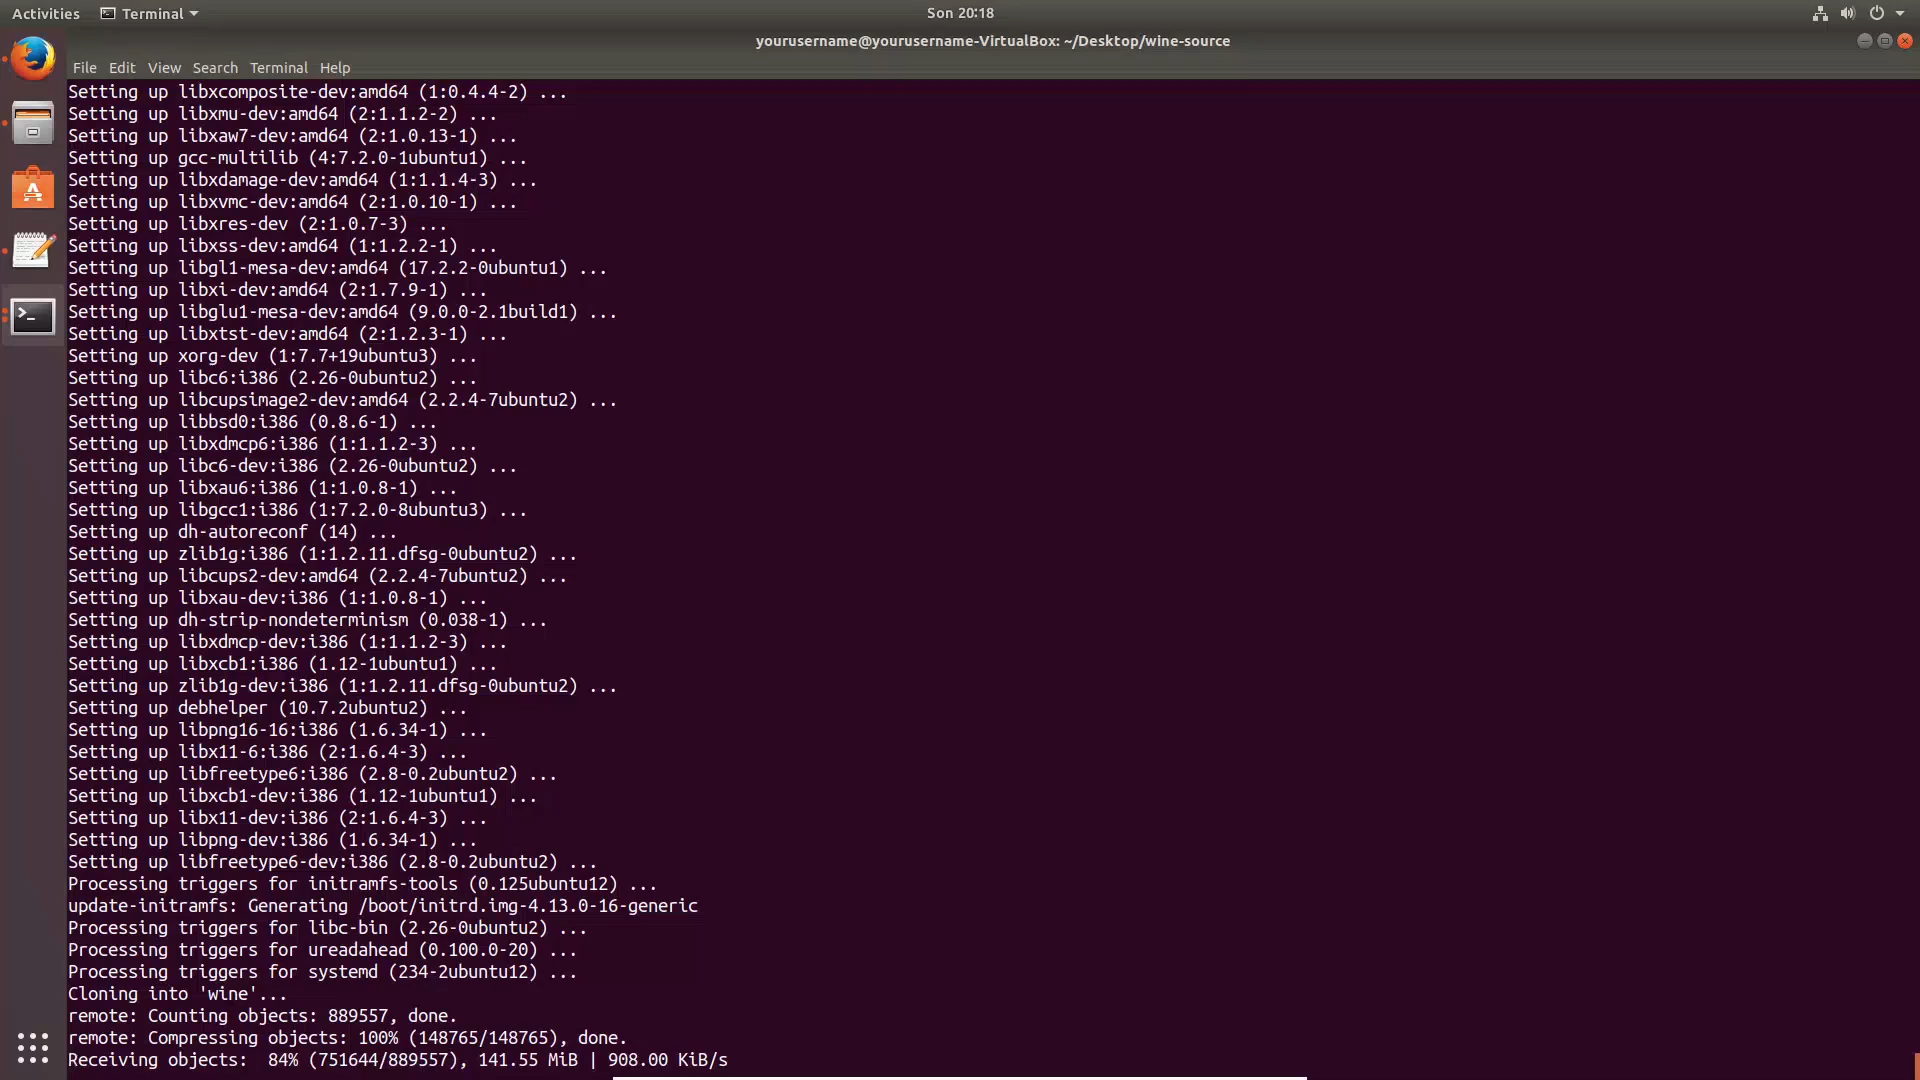 Activities Terminal Son 20:18
yourusername@yourusername-VirtualBox: ~/Desktop/wine-source
File Edit View Search Terminal Help
Setting up libxcomposite-dev:amd64 (1:0.4.4-2) ...
Setting up libxmu-dev:amd64 (2:1.1.2-2) ...
Setting up libxaw7-dev:amd64 (2:1.0.13-1) ...
Setting up gcc-multilib (4:7.2.0-1ubuntu1) ...
Setting up libxdamage-dev:amd64 (1:1.1.4-3) ...
Setting up libxvmc-dev:amd64 (2:1.0.10-1) ...
Setting up libxres-dev (2:1.0.7-3) ...
Setting up libxss-dev:amd64 (1:1.2.2-1) ...
Setting up libgl1-mesa-dev:amd64 (17.2.2-0ubuntu1) ...
Setting up libxi-dev:amd64 (2:1.7.9-1) ...
Setting up libglu1-mesa-dev:amd64 (9.0.0-2.1build1) ...
Setting up libxtst-dev:amd64 (2:1.2.3-1) ...
Setting up xorg-dev (1:7.7+19ubuntu3) ...
Setting up libc6:i386 (2.26-0ubuntu2) ...
Setting up libcupsimage2-dev:amd64 (2.2.4-7ubuntu2) ...
Setting up libbsd0:i386 (0.8.6-1) ...
Setting up libxdmcp6:i386 (1:1.1.2-3) ...
Setting up libc6-dev:i386 (2.26-0ubuntu2) ...
Setting up libxau6:i386 (1:1.0.8-1) ...
Setting up libgcc1:i386 (1:7.2.0-8ubuntu3) ...
Setting up dh-autoreconf (14) ...
Setting up zlib1g:i386 (1:1.2.11.dfsg-0ubuntu2) ...
Setting up libcups2-dev:amd64 (2.2.4-7ubuntu2) ...
Setting up libxau-dev:i386 (1:1.0.8-1) ...
Setting up dh-strip-nondeterminism (0.038-1) ...
Setting up libxdmcp-dev:i386 (1:1.1.2-3) ...
Setting up libxcb1:i386 (1.12-1ubuntu1) ...
Setting up zlib1g-dev:i386 (1:1.2.11.dfsg-0ubuntu2) ...
Setting up debhelper (10.7.2ubuntu2) ...
Setting up libpng16-16:i386 (1.6.34-1) ...
Setting up libx11-6:i386 (2:1.6.4-3) ...
Setting up libfreetype6:i386 (2.8-0.2ubuntu2) ...
Setting up libxcb1-dev:i386 (1.12-1ubuntu1) ...
Setting up libx11-dev:i386 (2:1.6.4-3) ...
Setting up libpng-dev:i386 (1.6.34-1) ...
Setting up libfreetype6-dev:i386 (2.8-0.2ubuntu2) ...
Processing triggers for initramfs-tools (0.125ubuntu12) ...
update-initramfs: Generating /boot/initrd.img-4.13.0-16-generic
Processing triggers for libc-bin (2.26-0ubuntu2) ...
Processing triggers for ureadahead (0.100.0-20) ...
Processing triggers for systemd (234-2ubuntu12) ...
Cloning into 'wine'...
remote: Counting objects: 889557, done.
remote: Compressing objects: 100% (148765/148765), done.
Receiving objects:  84% (751644/889557), 141.55 MiB | 908.00 KiB/s